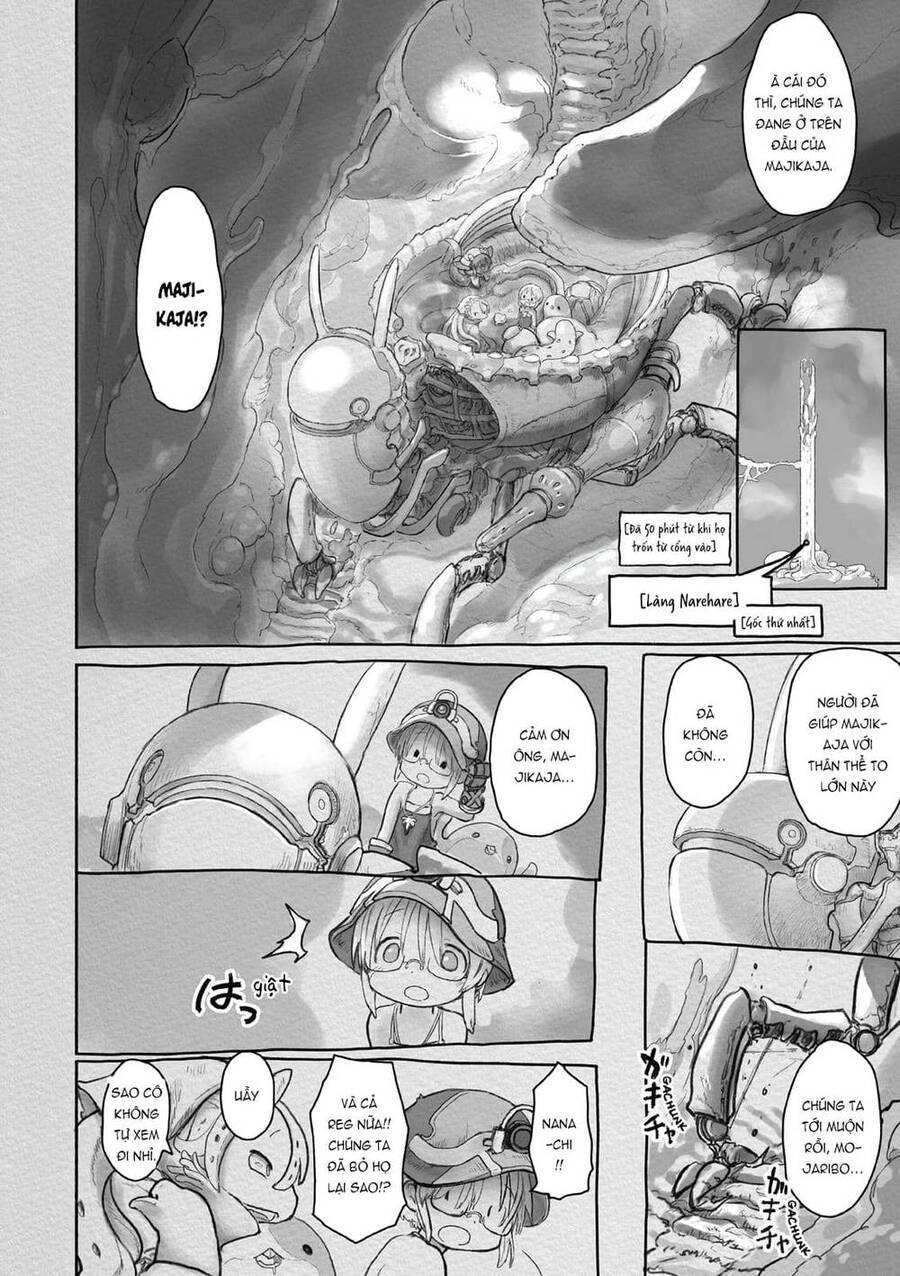 À CÁI ĐÓ
THÌ, CHÚNG TA
ĐANG Ở TRÊN
ĐẦU CỦA
MAJIKAJA.
MAJI-
KAJA!?
[Đã 50 phút từ khi họ
trốn từ cổng vào]
[Làng Narehare]
[Gốc thứ nhất]
NGƯỜI ĐÃ
GIÚP MAJIK-
AJA VỚI
THÂN THỂ TO
LỚN NÀY
ĐÃ
KHÔNG
CÒN...
CHÚNG TA
TỚI MUỘN
RỒI, MO-
JARIBO...
ガキーチャ
GACHUNK
ガキーチャ
GACHUNK
CẢM ƠN
ÔNG, MA-
JIKAJA...
はっ
giật
NANA
-CHI
!!
VÀ CẢ
REG NỮA!!
CHÚNG TA
ĐÃ BỎ HỌ
LẠI SAO!?
UẦY
SAO CÔ
KHÔNG
TỰ XEM
ĐI NHỈ.